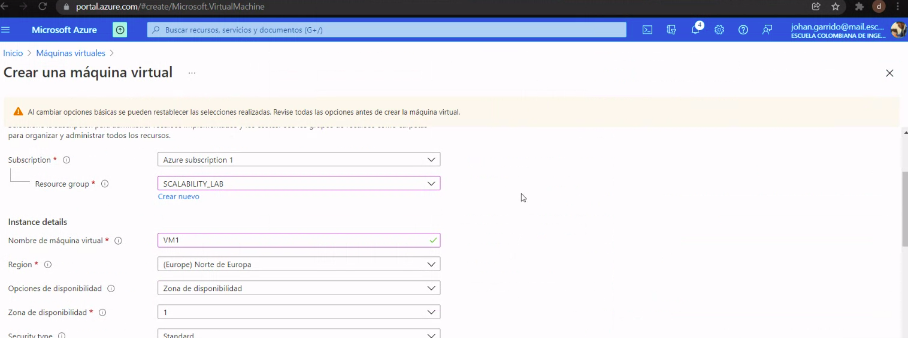 portal.azure.com/#create/Microsoft.VirtualMachine
d
Microsoft Azure
Buscar recursos, servicios y documentos (G+/)
4
johan.garrido@mail.esc...
ESCUELA COLOMBIANA DE INGE...
Inicio > Máquinas virtuales >
Crear una máquina virtual ...
Al cambiar opciones básicas se pueden restablecer las selecciones realizadas. Revise todas las opciones antes de crear la máquina virtual.
para organizar y administrar todos los recursos.
Subscription * Azure subscription 1
Resource group * SCALABILITY_LAB
Crear nuevo
Instance details
Nombre de máquina virtual * VM1
Region * (Europe) Norte de Europa
Opciones de disponibilidad Zona de disponibilidad
Zona de disponibilidad * 1
Security type Standard